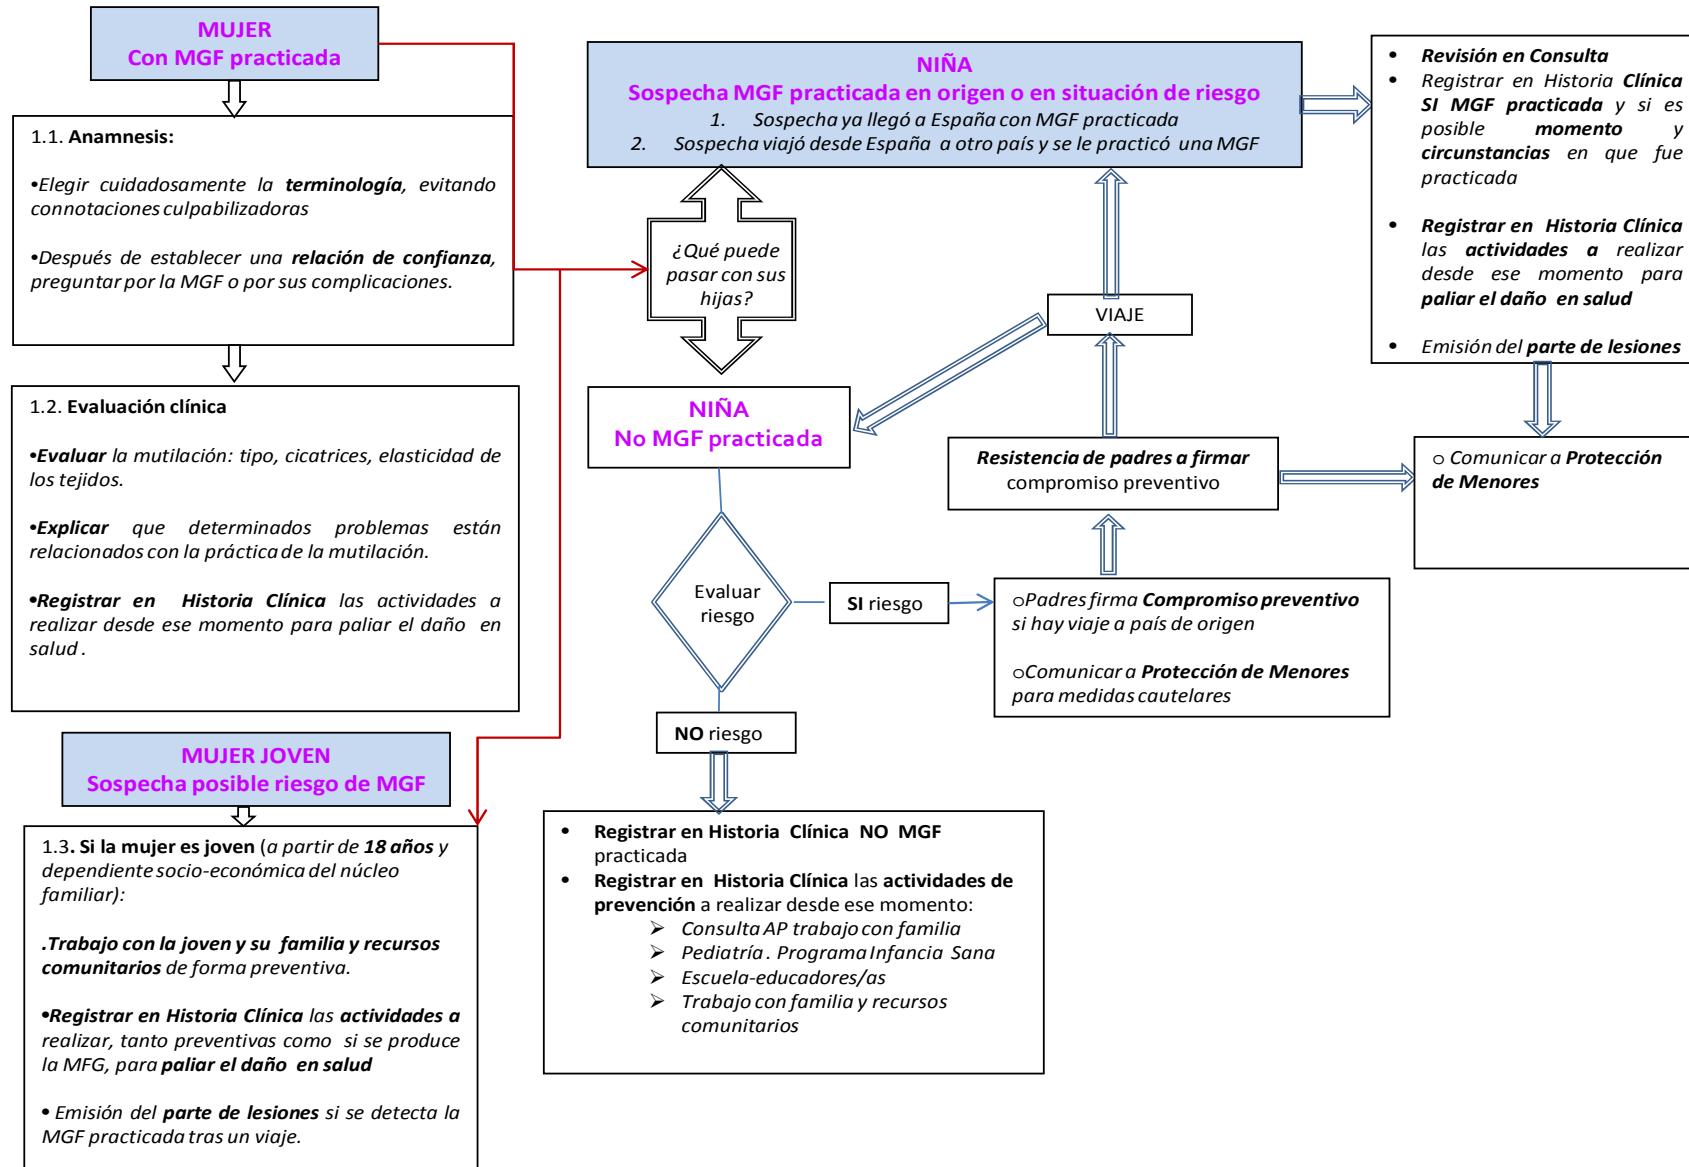 MUJER
Con MGF practicada
1.1. Anamnesis:
•Elegir cuidadosamente la terminología, evitando
connotaciones culpabilizadoras
•Después de establecer una relación de confianza,
preguntar por la MGF o por sus complicaciones.
1.2. Evaluación clínica
•Evaluar la mutilación: tipo, cicatrices, elasticidad de
los tejidos.
•Explicar que determinados problemas están
relacionados con la práctica de la mutilación.
•Registrar en Historia Clínica las actividades a
realizar desde ese momento para paliar el daño en
salud .
MUJER JOVEN
Sospecha posible riesgo de MGF
1.3. Si la mujer es joven (a partir de 18 años y
dependiente socio-económica del núcleo
familiar):
.Trabajo con la joven y su familia y recursos
comunitarios de forma preventiva.
•Registrar en Historia Clínica las actividades a
realizar, tanto preventivas como si se produce
la MFG, para paliar el daño en salud
• Emisión del parte de lesiones si se detecta la
MGF practicada tras un viaje.
NIÑA
Sospecha MGF practicada en origen o en situación de riesgo
1. Sospecha ya llegó a España con MGF practicada
2. Sospecha viajó desde España a otro país y se le practicó una MGF
¿Qué puede
pasar con sus
hijas?
VIAJE
NIÑA
No MGF practicada
Resistencia de padres a firmar
compromiso preventivo
Evaluar
riesgo
SI riesgo
oPadres firma Compromiso preventivo
si hay viaje a país de origen
oComunicar a Protección de Menores
para medidas cautelares
NO riesgo
• Registrar en Historia Clínica NO MGF
practicada
• Registrar en Historia Clínica las actividades de
prevención a realizar desde ese momento:
➢ Consulta AP trabajo con familia
➢ Pediatría . Programa Infancia Sana
➢ Escuela-educadores/as
➢ Trabajo con familia y recursos
comunitarios
• Revisión en Consulta
• Registrar en Historia Clínica
SI MGF practicada y si es
posible momento y
circunstancias en que fue
practicada
• Registrar en Historia Clínica
las actividades a realizar
desde ese momento para
paliar el daño en salud
• Emisión del parte de lesiones
o Comunicar a Protección
de Menores